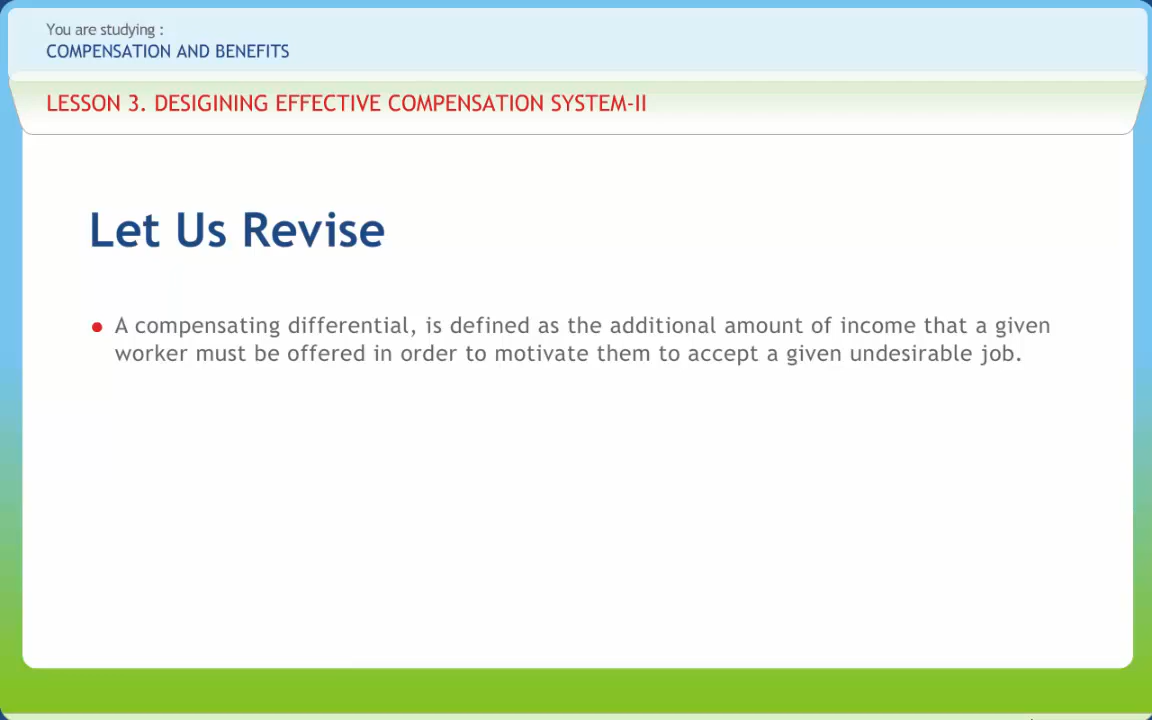 You are studying :
COMPENSATION AND BENEFITS
LESSON 3. DESIGINING EFFECTIVE COMPENSATION SYSTEM-II
Let Us Revise
• A compensating differential, is defined as the additional amount of income that a given
worker must be offered in order to motivate them to accept a given undesirable job.